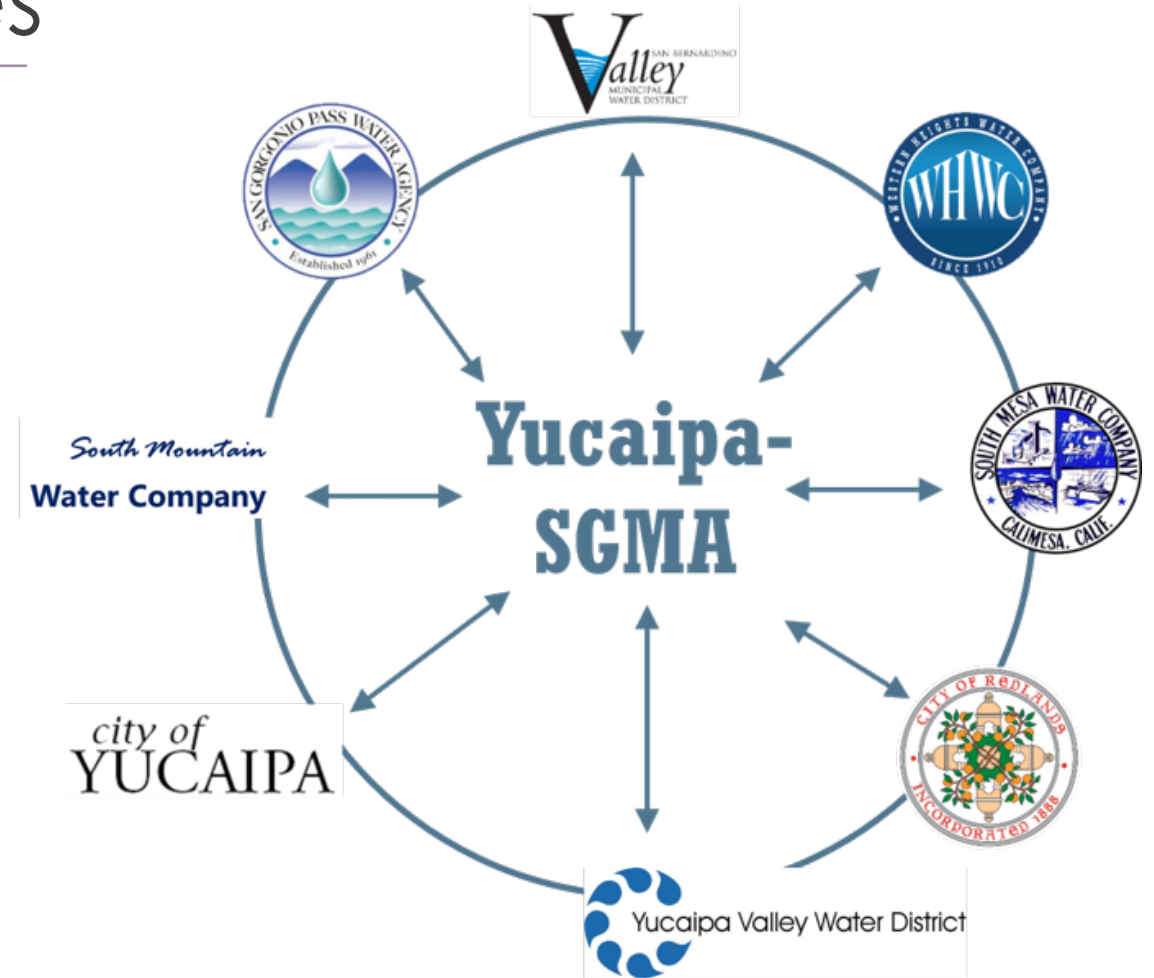 es
SAN BERNARDINO
Valley
MUNICIPAL
WATER DISTRICT
SAN GORGONIO PASS WATER AGENCY
Established 1961
WESTERN HEIGHTS WATER COMPANY
WHWC
SINCE 1910
South Mountain
Water Company
Yucaipa-
SGMA
SOUTH MESA WATER COMPANY
CALIMESA, CALIF.
city of
YUCAIPA
CITY OF REDLANDS
INCORPORATED 1888
Yucaipa Valley Water District